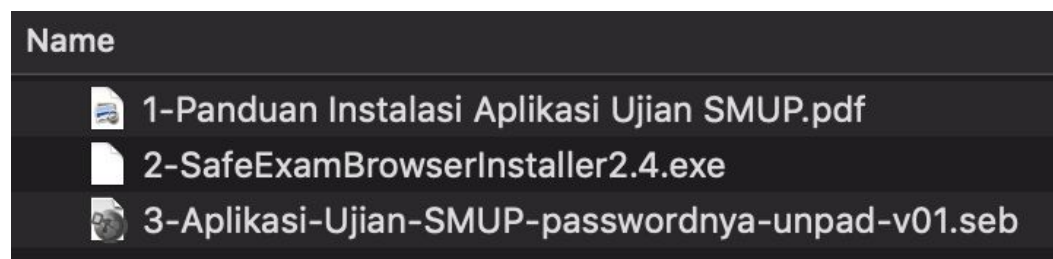 Name
1-Panduan Instalasi Aplikasi Ujian SMUP.pdf
2-SafeExamBrowserInstaller2.4.exe
3-Aplikasi-Ujian-SMUP-passwordnya-unpad-v01.seb